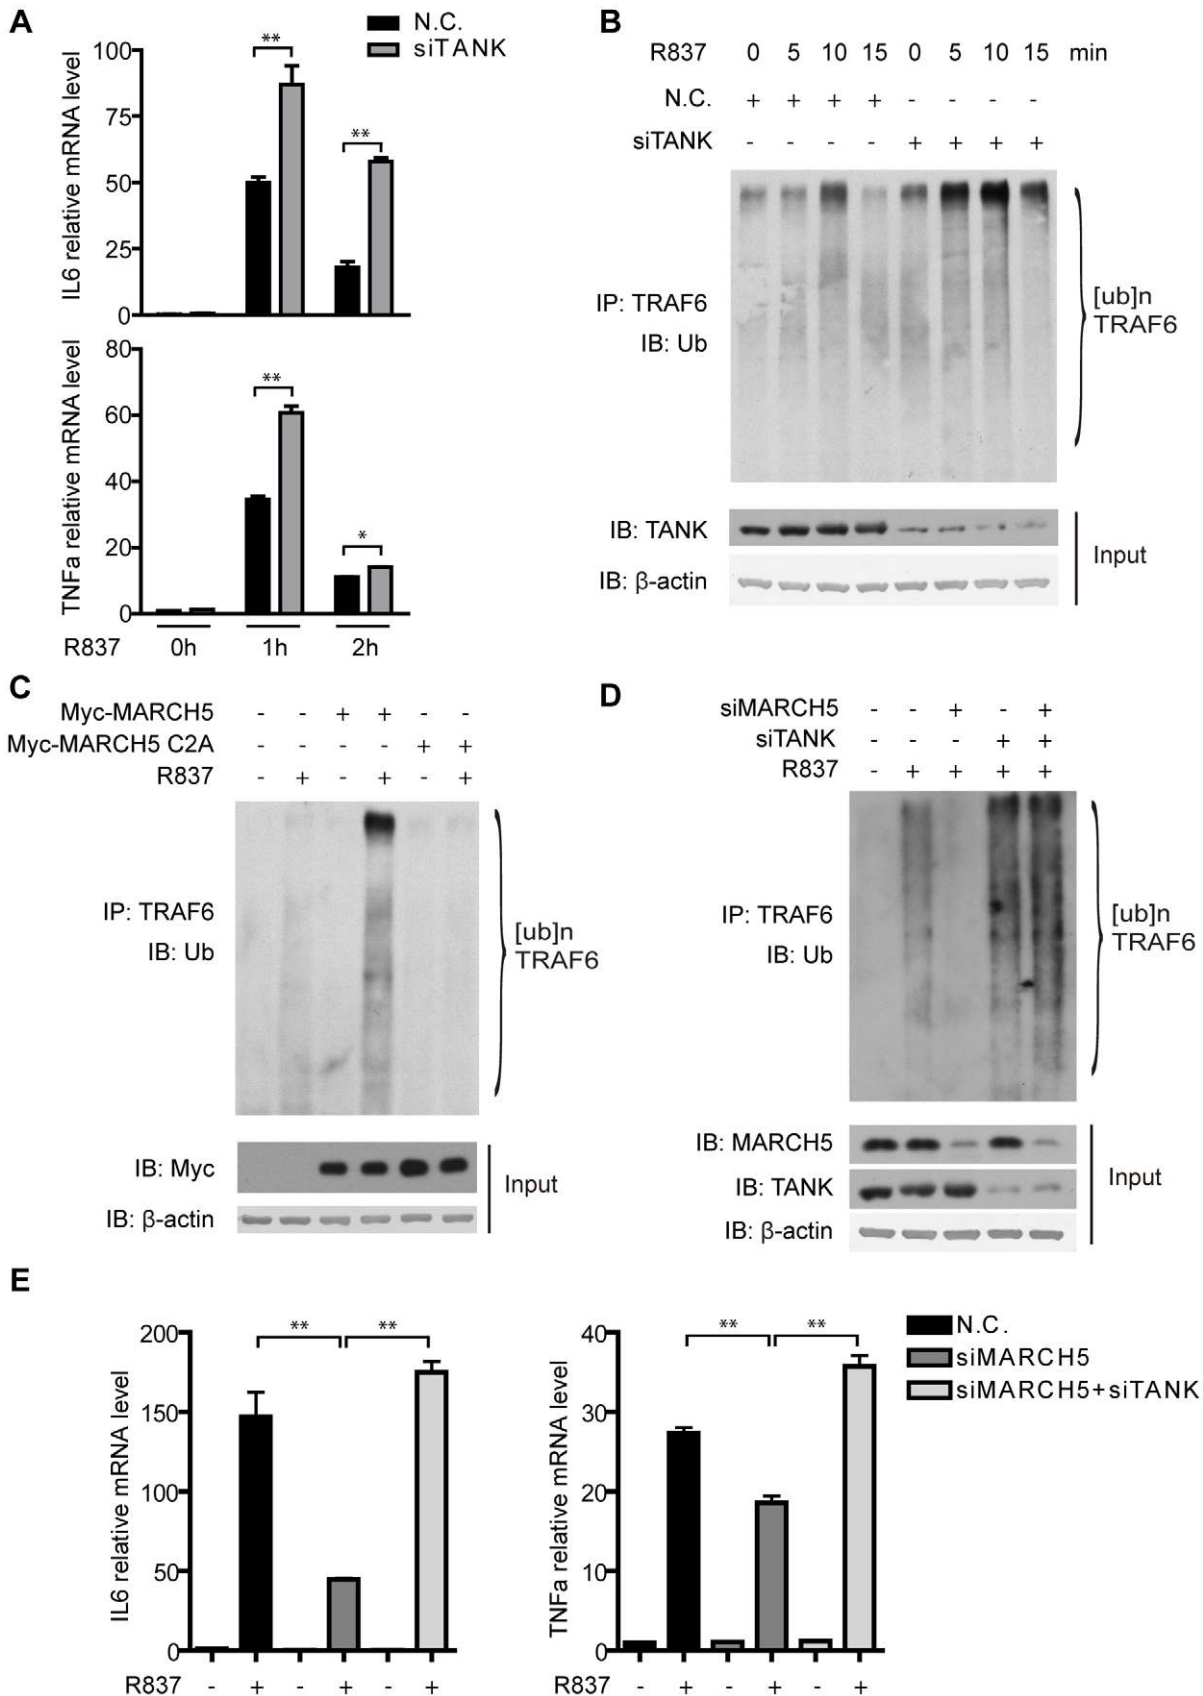 A
N.C.
siTANK
IL6 relative mRNA level
100
75
50
25
0
**
**
TNFa relative mRNA level
80
60
40
20
0
**
*
R837 0h 1h 2h
B
R837 0 5 10 15 0 5 10 15 min
N.C. + + + + - - - -
siTANK - - - - + + + +
IP: TRAF6
IB: Ub
[ub]n
TRAF6
IB: TANK
IB: β-actin
Input
C
Myc-MARCH5 - - + + - -
Myc-MARCH5 C2A - - - - + +
R837 - + - + - +
IP: TRAF6
IB: Ub
[ub]n
TRAF6
IB: Myc
IB: β-actin
Input
D
siMARCH5 - - + - +
siTANK - - - + +
R837 - + + + +
IP: TRAF6
IB: Ub
[ub]n
TRAF6
IB: MARCH5
IB: TANK
IB: β-actin
Input
E
IL6 relative mRNA level
200
150
100
50
0
** **
R837 - + - + - +
TNFa relative mRNA level
40
30
20
10
0
** **
R837 - + - + - +
N.C.
siMARCH5
siMARCH5+siTANK